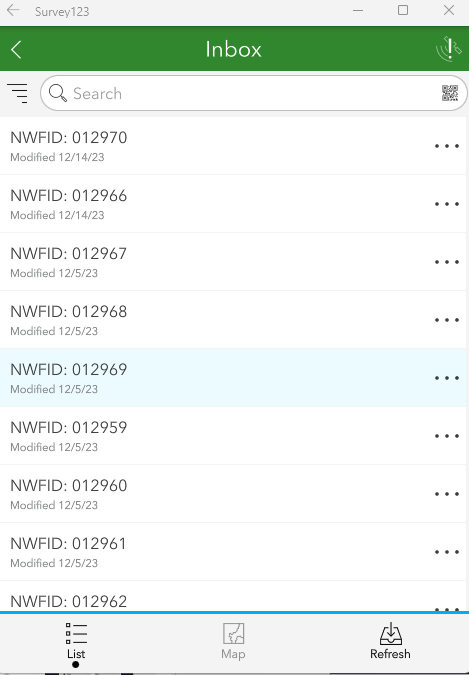 Survey123
Inbox
Search
NWFID: 012970
Modified 12/14/23
NWFID: 012966
Modified 12/14/23
NWFID: 012967
Modified 12/5/23
NWFID: 012968
Modified 12/5/23
NWFID: 012969
Modified 12/5/23
NWFID: 012959
Modified 12/5/23
NWFID: 012960
Modified 12/5/23
NWFID: 012961
Modified 12/5/23
NWFID: 012962
List
Map
Refresh